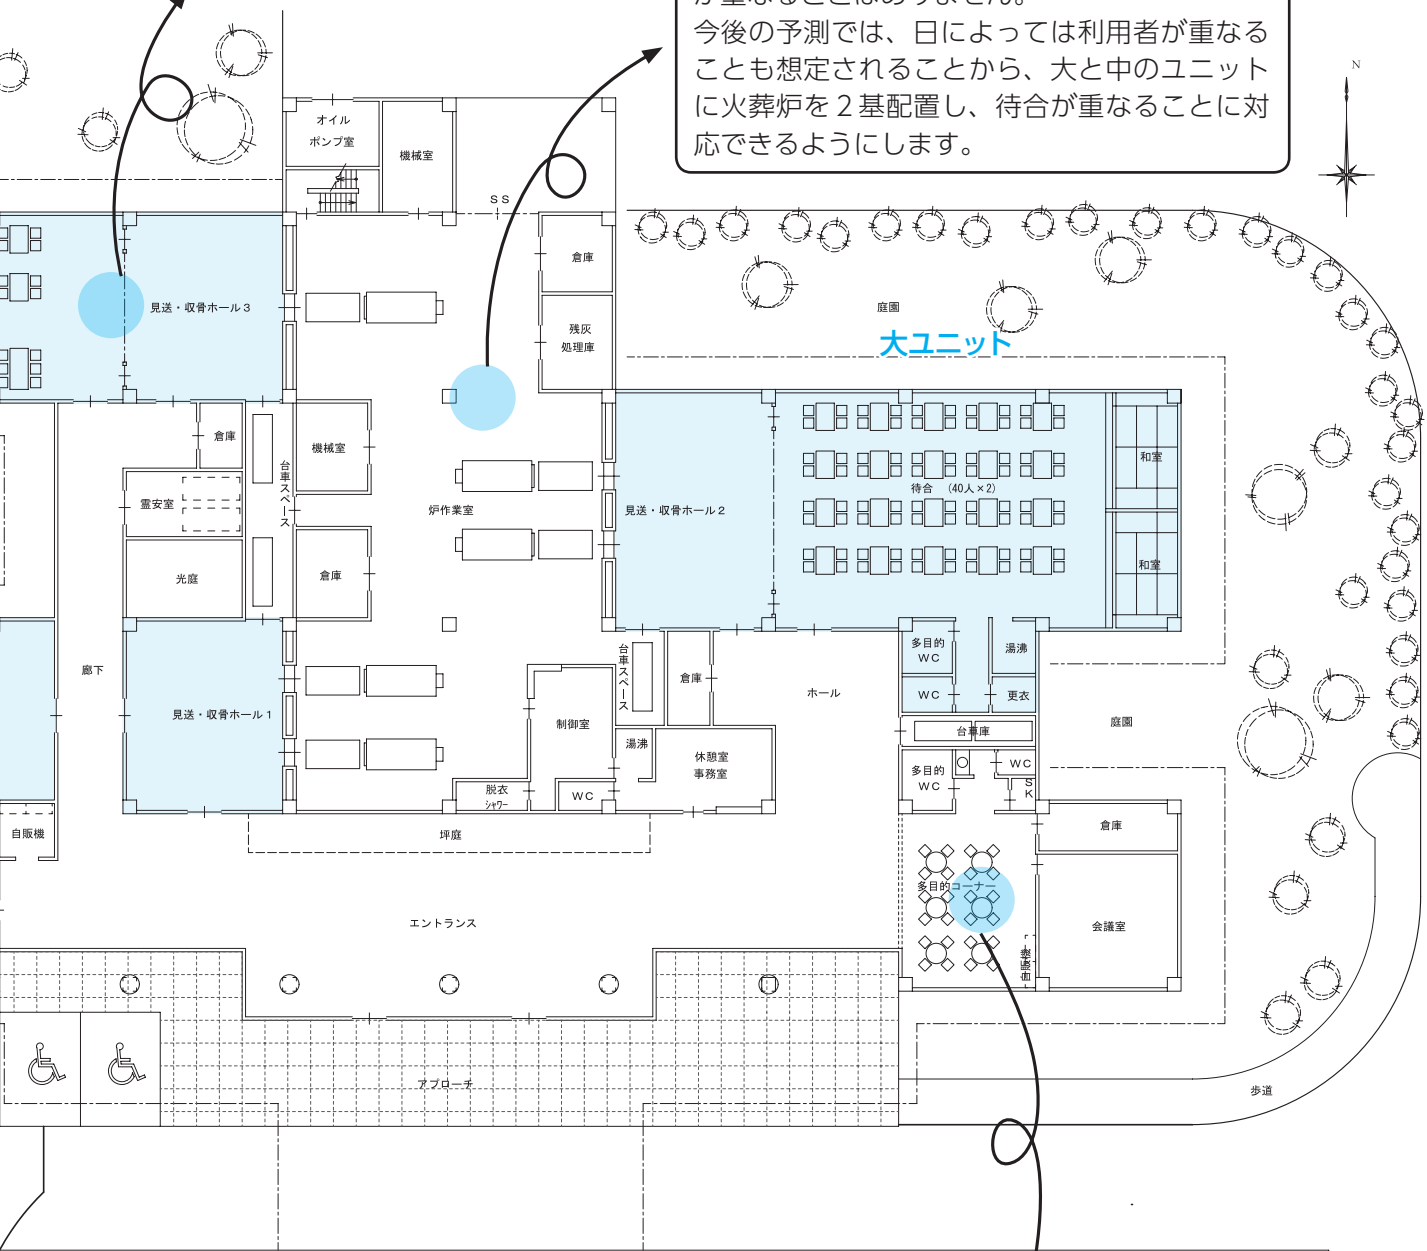 今後の予測では、日によっては利用者が重なる
ことも想定されることから、大と中のユニット
に火葬炉を２基配置し、待合が重なることに対
応できるようにします。
N
オイル
ポンプ室
機械室
SS
倉庫
見送・収骨ホール3
残灰
処理庫
庭園
大ユニット
倉庫
機械室
台車スペース
霊安室
炉作業室
見送・収骨ホール2
待合 (40人×2)
和室
和室
光庭
倉庫
廊下
見送・収骨ホール1
台車スペース
倉庫
ホール
多目的
WC
湯沸
WC
更衣
制御室
湯沸
休憩室
事務室
台車庫
庭園
多目的
WC
WC
SK
脱衣
シャワー
WC
自販機
坪庭
倉庫
エントランス
多目的コーナー
会議室
自販機
アプローチ
歩道